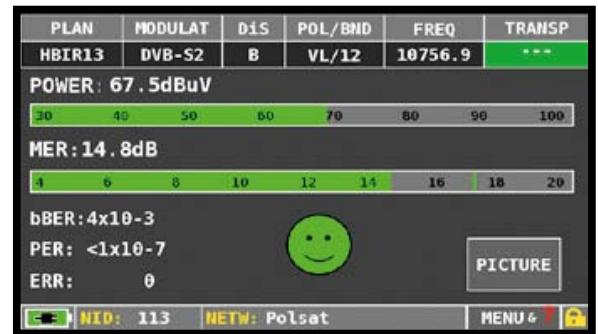 PLAN MODULAT DiS POL/BND FREQ TRANSP
HBIR13 DVB-S2 B VL/12 10756.9 ---
POWER: 67.5dBuV
30 40 50 60 70 80 90 100
MER:14.8dB
4 6 8 10 12 14 16 18 20
bBER:4x10-3
PER: <1x10-7
PICTURE
ERR: 0
NID: 113 NETW: Polsat MENU& ?